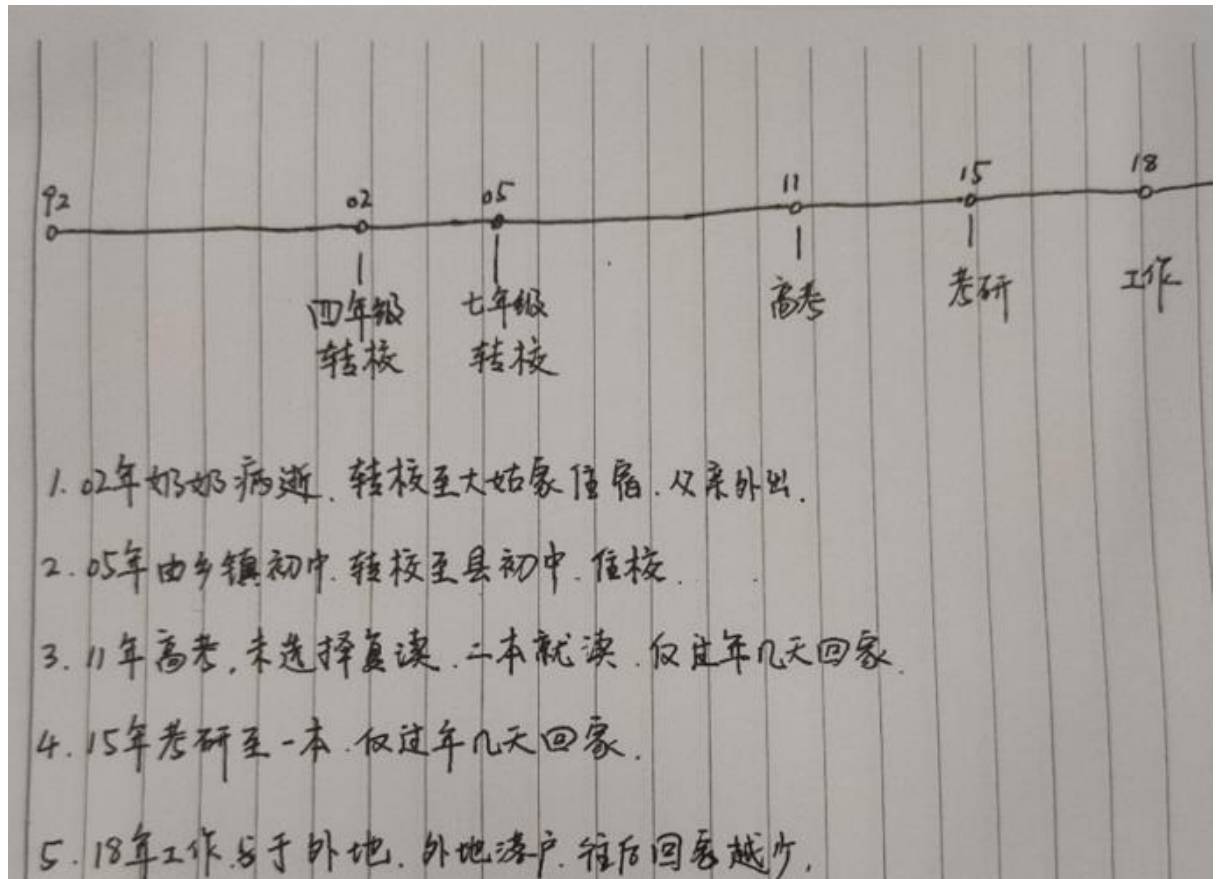 92 02 05 11 15 18
四年级 七年级 高考 考研 工作
转校 转校
1. 02年奶奶病逝. 转校至大姑家住宿. 父亲外出.
2. 05年由乡镇初中. 转校至县初中. 住校.
3. 11年高考, 未选择复读. 二本就读. 仅过年几天回家.
4. 15年考研至一本. 仅过年几天回家.
5. 18年工作 于外地. 外地落户. 往后回家越少.